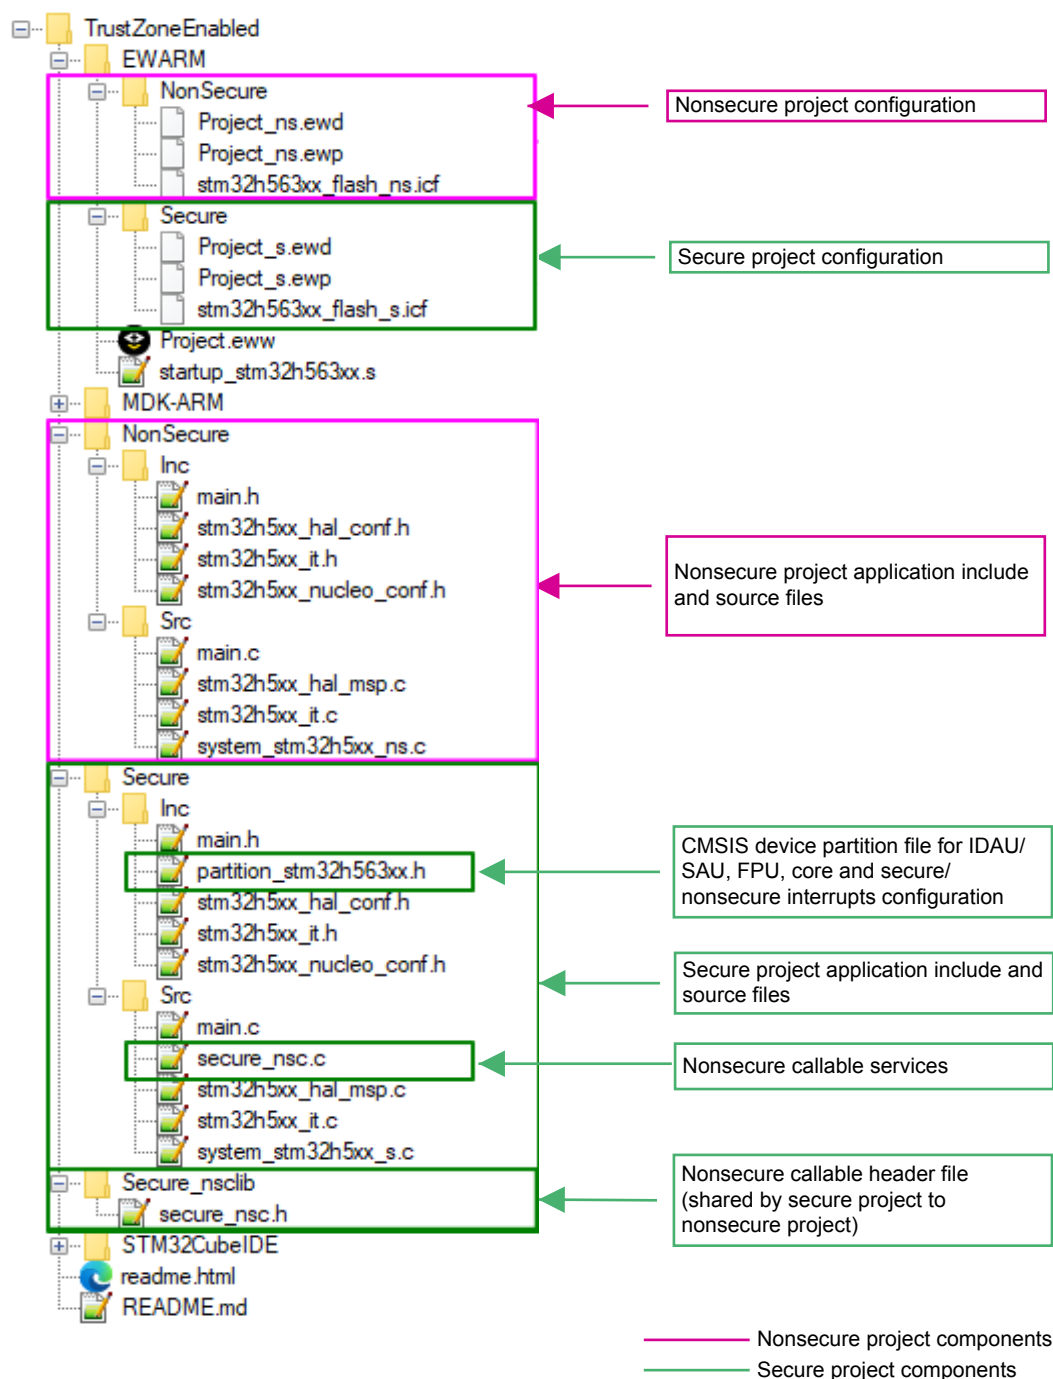 TrustZoneEnabled
EWARM
NonSecure
Project_ns.ewd
Project_ns.ewp
stm32h563xx_flash_ns.icf
Nonsecure project configuration
Secure
Project_s.ewd
Project_s.ewp
stm32h563xx_flash_s.icf
Secure project configuration
Project.eww
startup_stm32h563xx.s
MDK-ARM
NonSecure
Inc
main.h
stm32h5xx_hal_conf.h
stm32h5xx_it.h
stm32h5xx_nucleo_conf.h
Src
main.c
stm32h5xx_hal_msp.c
stm32h5xx_it.c
system_stm32h5xx_ns.c
Nonsecure project application include
and source files
Secure
Inc
main.h
partition_stm32h563xx.h
stm32h5xx_hal_conf.h
stm32h5xx_it.h
stm32h5xx_nucleo_conf.h
CMSIS device partition file for IDAU/
SAU, FPU, core and secure/
nonsecure interrupts configuration
Secure project application include and
source files
Src
main.c
secure_nsc.c
stm32h5xx_hal_msp.c
stm32h5xx_it.c
system_stm32h5xx_s.c
Nonsecure callable services
Secure_nsclib
secure_nsc.h
Nonsecure callable header file
(shared by secure project to
nonsecure project)
STM32CubeIDE
readme.html
README.md
Nonsecure project components
Secure project components